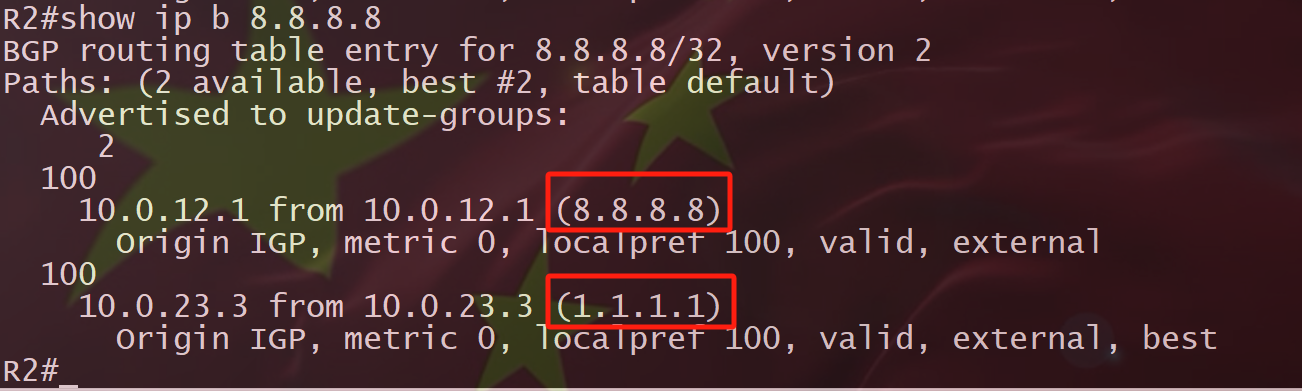 R2#show ip b 8.8.8.8
BGP routing table entry for 8.8.8.8/32, version 2
Paths: (2 available, best #2, table default)
  Advertised to update-groups:
     2
  100
    10.0.12.1 from 10.0.12.1 (8.8.8.8)
      Origin IGP, metric 0, localpref 100, valid, external
  100
    10.0.23.3 from 10.0.23.3 (1.1.1.1)
      Origin IGP, metric 0, localpref 100, valid, external, best
R2#